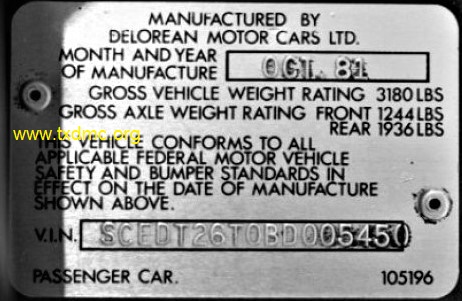 MANUFACTURED BY
DELOREAN MOTOR CARS LTD.
MONTH AND YEAR
OF MANUFACTURE OCT. 81
GROSS VEHICLE WEIGHT RATING 3180 LBS
GROSS AXLE WEIGHT RATING FRONT 1244 LBS
REAR 1936 LBS
www.txdmc.org
THIS VEHICLE CONFORMS TO ALL
APPLICABLE FEDERAL MOTOR VEHICLE
SAFETY AND BUMPER STANDARDS IN
EFFECT ON THE DATE OF MANUFACTURE
SHOWN ABOVE.
V.I.N. SCEDT26T0BD005450
PASSENGER CAR. 105196